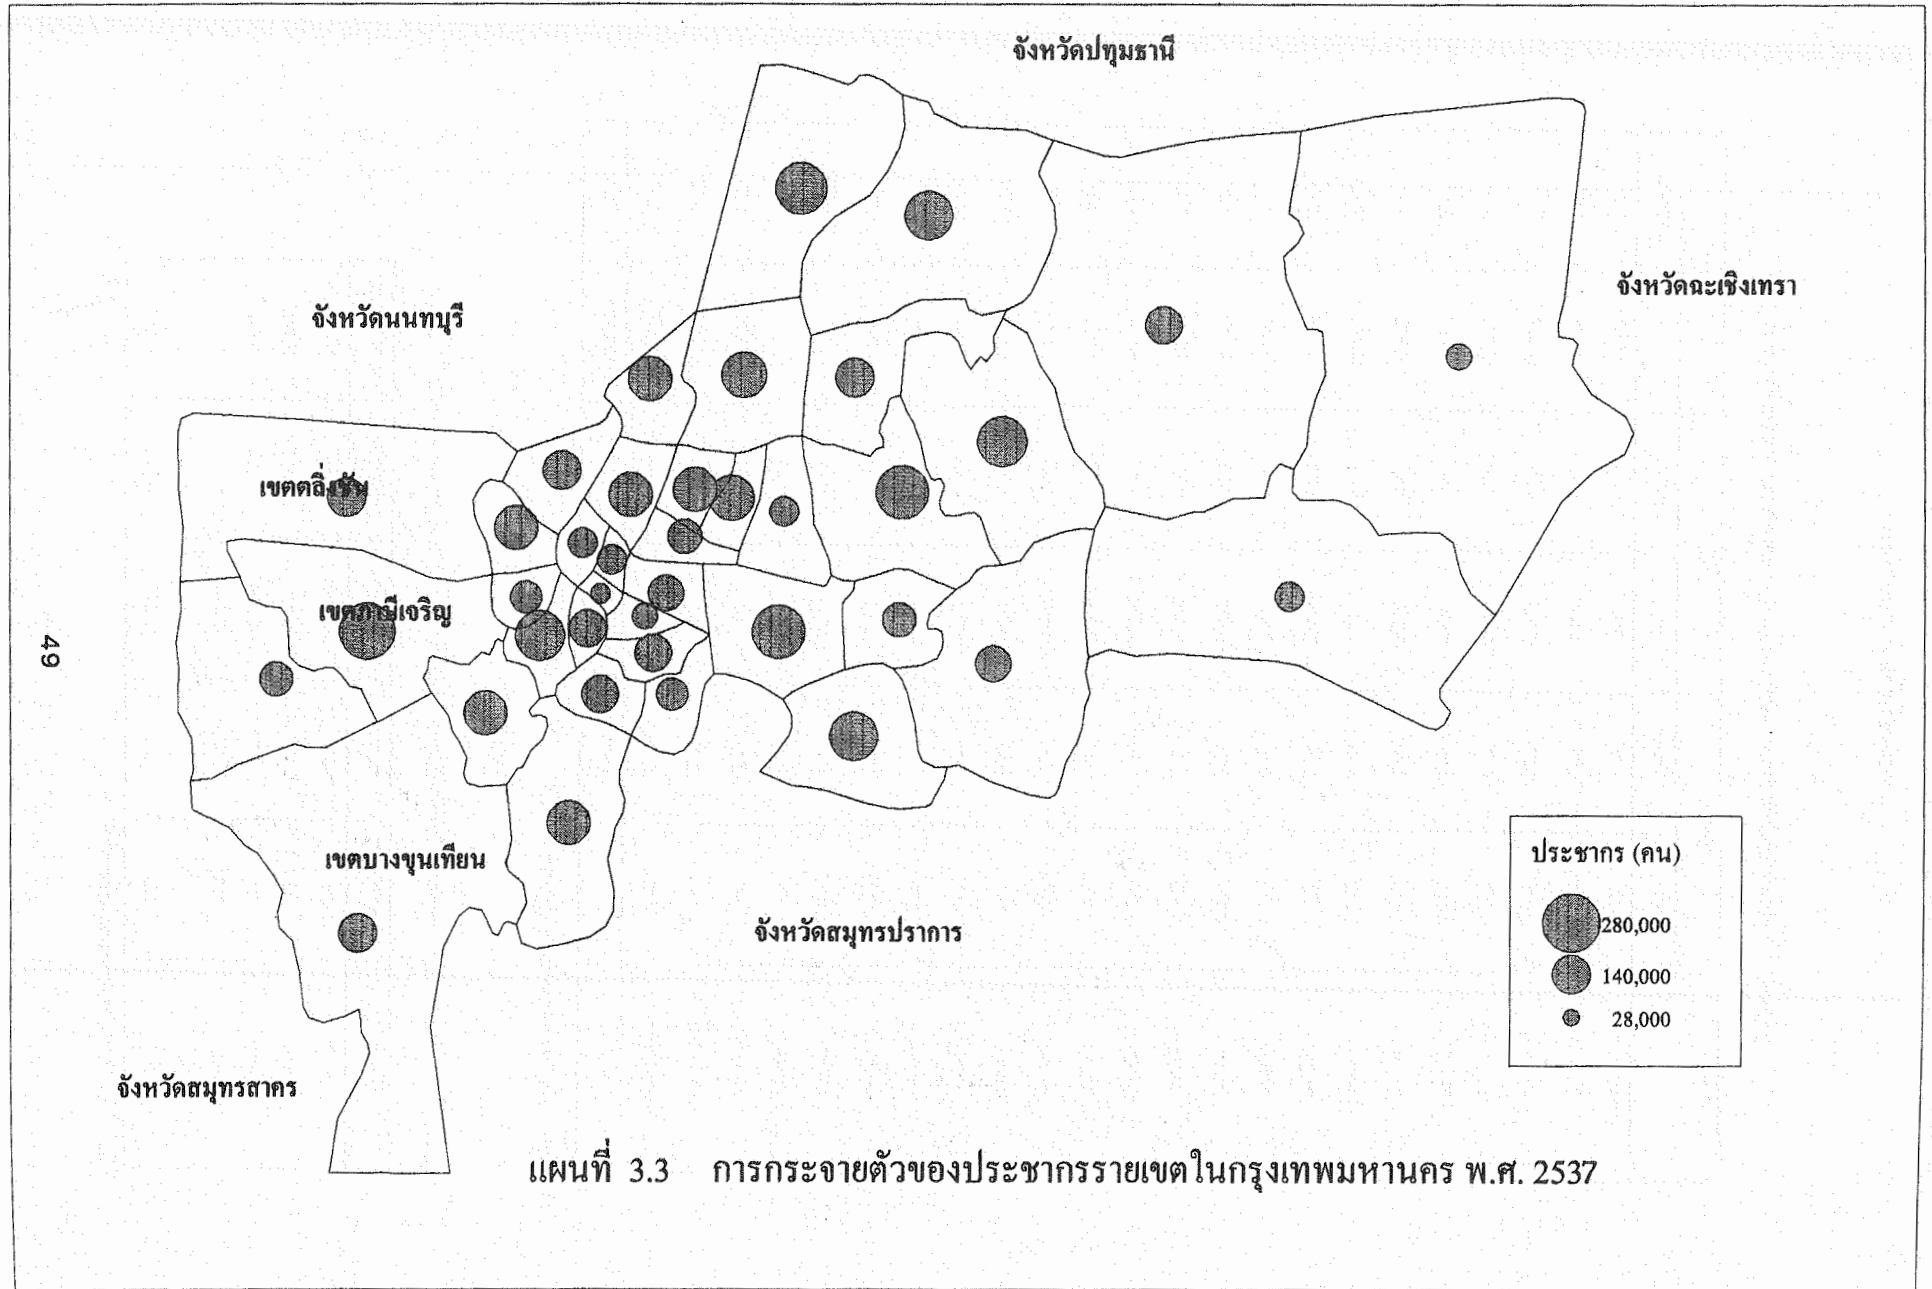 จังหวัดปทุมธานี
จังหวัดฉะเชิงเทรา
จังหวัดนนทบุรี
เขตตลิ่งชัน
เขตภาษีเจริญ
49
เขตบางขุนเทียน
จังหวัดสมุทรปราการ
ประชากร (คน)
280,000
140,000
28,000
จังหวัดสมุทรสาคร
แผนที่ 3.3 การกระจายตัวของประชากรรายเขตในกรุงเทพมหานคร พ.ศ. 2537